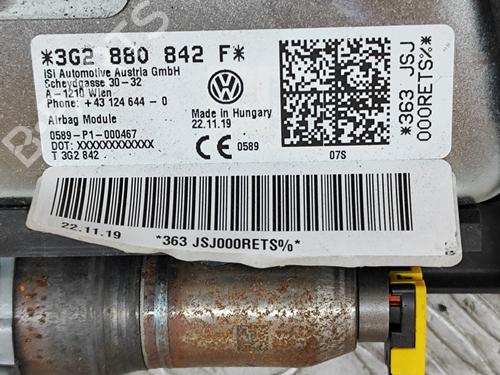 *3G2 880 842 F*
iSi Automotive Austria GmbH
Scheydgasse 30-32
A - 1210 Wien
Phone: +43 124 644 - 0
Airbag Module
0589-P1-000467
DOT: XXXXXXXXXXXX
T 3G2 842
Made in Hungary
22.11.19
0589
07S
*363 JSJ
000RETS%*
22.11.19
*363 JSJ000RETS%*